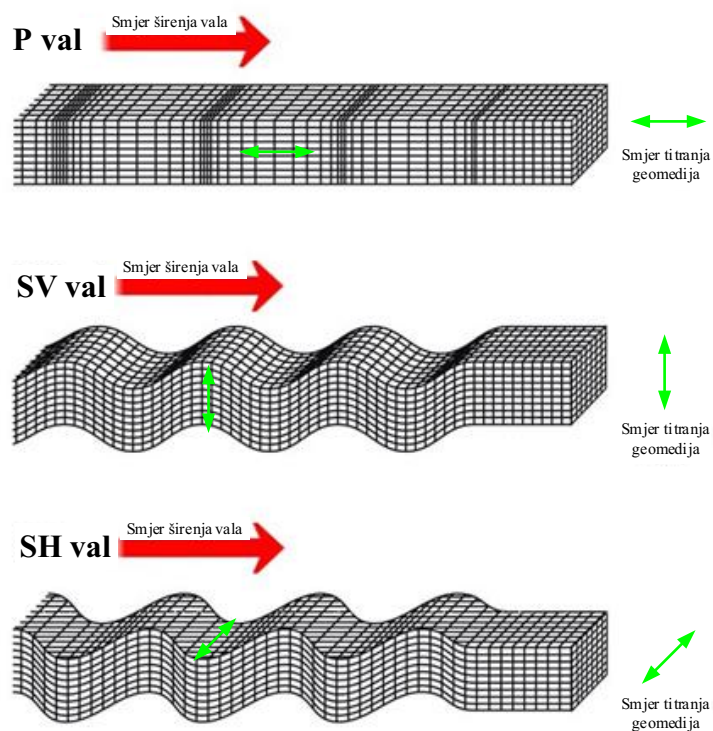 P val
Smjer širenja vala
Smjer titranja
geomedija
SV val
Smjer širenja vala
Smjer titranja
geomedija
SH val
Smjer širenja vala
Smjer titranja
geomedija